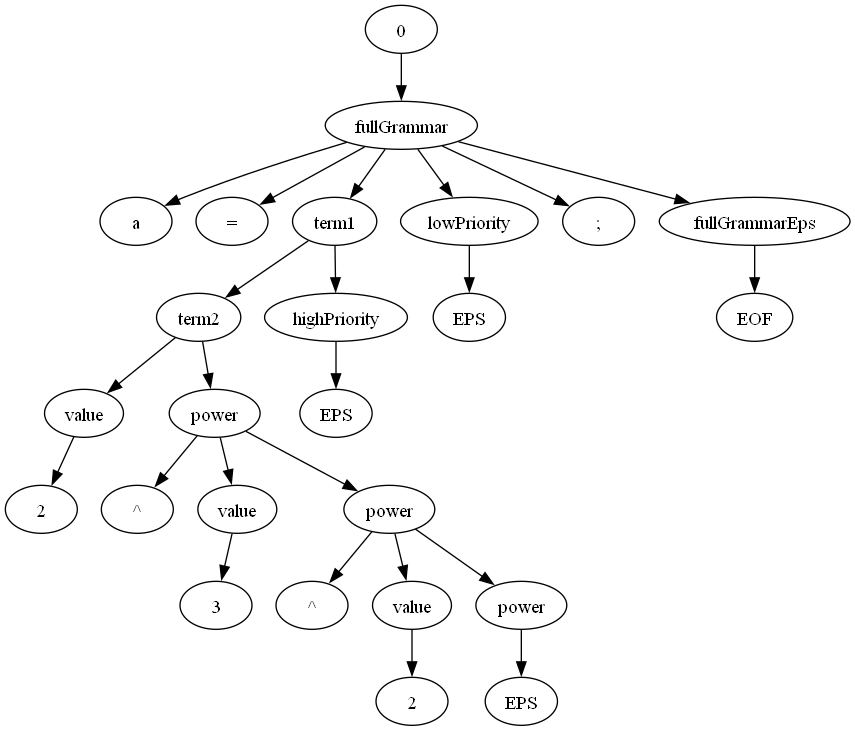 0
fullGrammar
a = term1 lowPriority ; fullGrammarEps
term2 highPriority EPS EOF
value power EPS
2 ^ value power
3 ^ value power
2 EPS